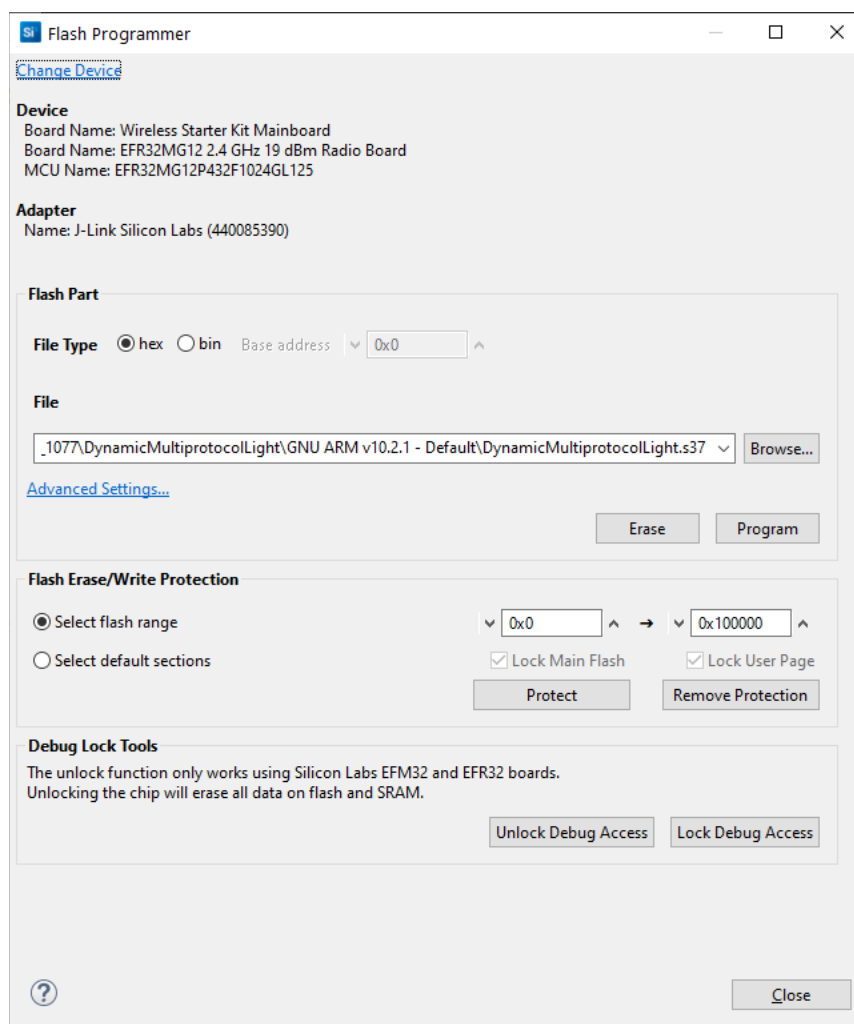 Si Flash Programmer
Change Device
Device
Board Name: Wireless Starter Kit Mainboard
Board Name: EFR32MG12 2.4 GHz 19 dBm Radio Board
MCU Name: EFR32MG12P432F1024GL125
Adapter
Name: J-Link Silicon Labs (440085390)
Flash Part
File Type hex bin Base address 0x0
File
_1077\DynamicMultiprotocolLight\GNU ARM v10.2.1 - Default\DynamicMultiprotocolLight.s37 Browse...
Advanced Settings...
Erase Program
Flash Erase/Write Protection
Select flash range 0x0 → 0x100000
Select default sections Lock Main Flash Lock User Page
Protect Remove Protection
Debug Lock Tools
The unlock function only works using Silicon Labs EFM32 and EFR32 boards.
Unlocking the chip will erase all data on flash and SRAM.
Unlock Debug Access Lock Debug Access
? Close